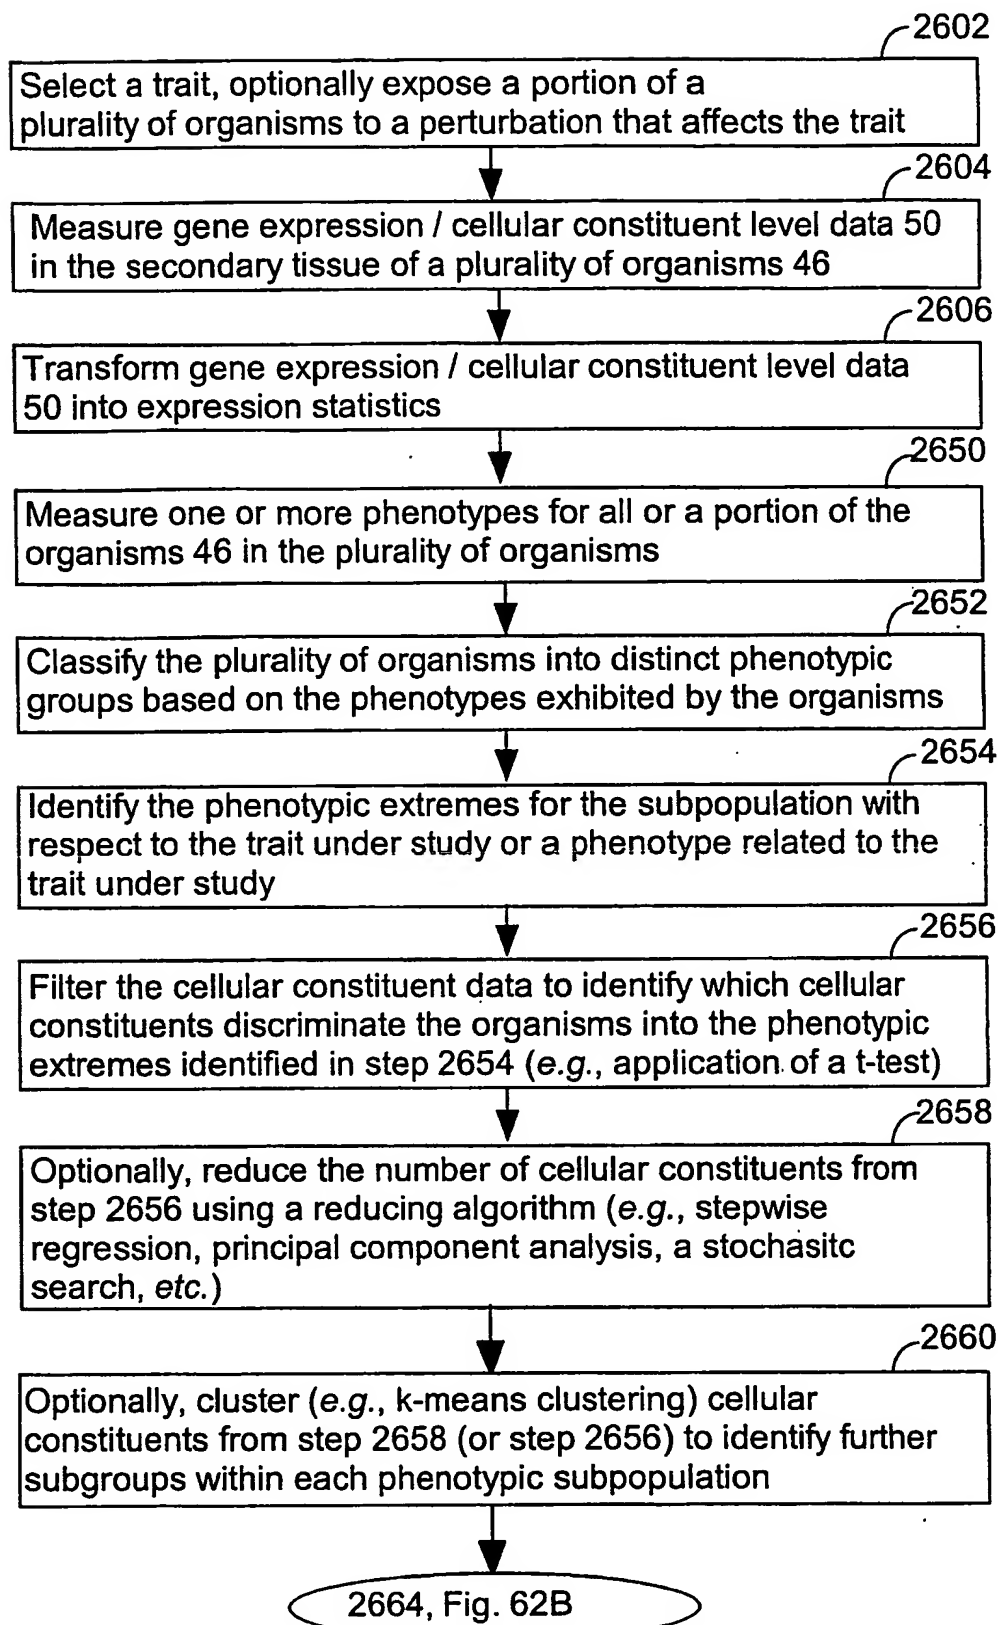 2602
Select a trait, optionally expose a portion of a
plurality of organisms to a perturbation that affects the trait
2604
Measure gene expression / cellular constituent level data 50
in the secondary tissue of a plurality of organisms 46
2606
Transform gene expression / cellular constituent level data
50 into expression statistics
2650
Measure one or more phenotypes for all or a portion of the
organisms 46 in the plurality of organisms
2652
Classify the plurality of organisms into distinct phenotypic
groups based on the phenotypes exhibited by the organisms
2654
Identify the phenotypic extremes for the subpopulation with
respect to the trait under study or a phenotype related to the
trait under study
2656
Filter the cellular constituent data to identify which cellular
constituents discriminate the organisms into the phenotypic
extremes identified in step 2654 (e.g., application of a t-test)
2658
Optionally, reduce the number of cellular constituents from
step 2656 using a reducing algorithm (e.g., stepwise
regression, principal component analysis, a stochasitc
search, etc.)
2660
Optionally, cluster (e.g., k-means clustering) cellular
constituents from step 2658 (or step 2656) to identify further
subgroups within each phenotypic subpopulation
2664, Fig. 62B